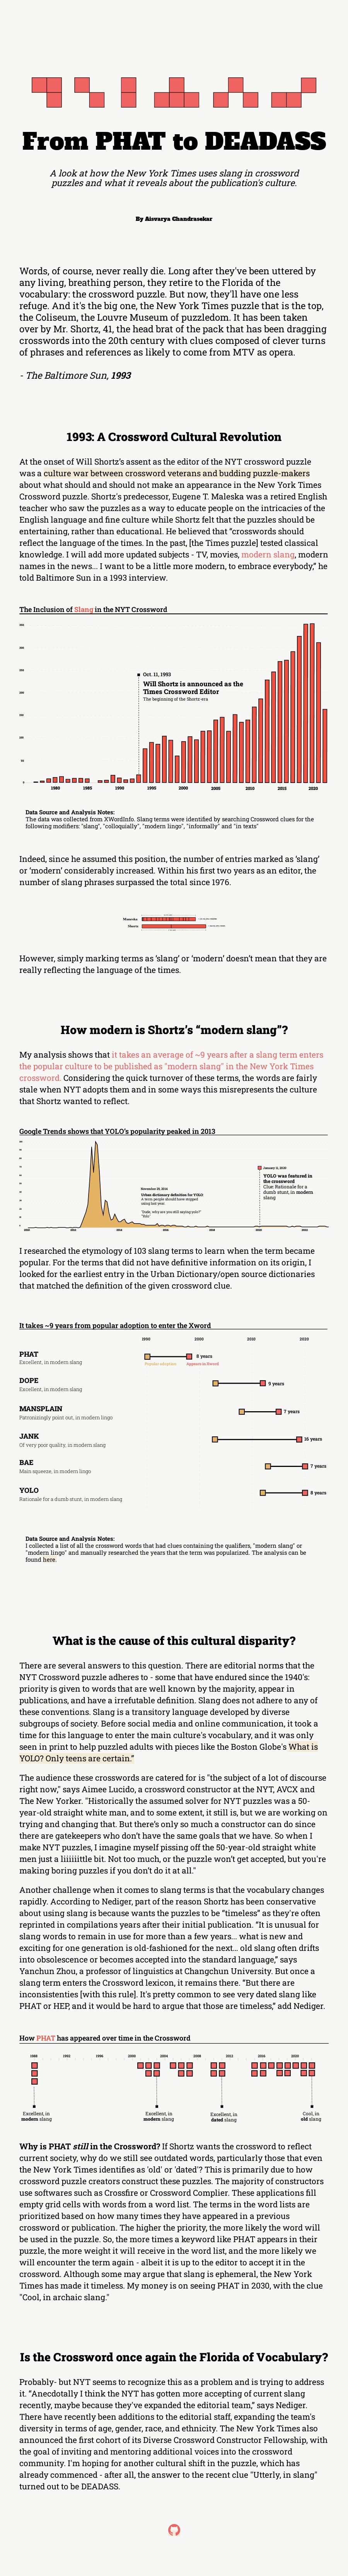 From PHAT to DEADASS
A look at how the New York Times uses slang in crossword
puzzles and what it reveals about the publication's culture.
By Aisvarya Chandrasekar
Words, of course, never really die. Long after they've been uttered by
any living, breathing person, they retire to the Florida of the
vocabulary: the crossword puzzle. But now, they'll have one less
refuge. And it's the big one, the New York Times puzzle that is the top,
the Coliseum, the Louvre Museum of puzzledom. It has been taken
over by Mr. Shortz, 41, the head brat of the pack that has been dragging
crosswords into the 20th century with clues composed of clever turns
of phrases and references as likely to come from MTV as opera.
- The Baltimore Sun, 1993
1993: A Crossword Cultural Revolution
At the onset of Will Shortz's assent as the editor of the NYT crossword puzzle
was a culture war between crossword veterans and budding puzzle-makers
about what should and should not make an appearance in the New York Times
Crossword puzzle. Shortz's predecessor, Eugene T. Maleska was a retired English
teacher who saw the puzzles as a way to educate people on the intricacies of the
English language and fine culture while Shortz felt that the puzzles should be
entertaining, rather than educational. He believed that “crosswords should
reflect the language of the times. In the past, [the Times puzzle] tested classical
knowledge. I will add more updated subjects - TV, movies, modern slang, modern
names in the news... I want to be a little more modern, to embrace everybody,” he
told Baltimore Sun in a 1993 interview.
The Inclusion of Slang in the NYT Crossword
Oct. 11, 1993
Will Shortz is announced as the
Times Crossword Editor
The beginning of the Shortz-era
1980 1985 1990 1995 2000 2005 2010 2015 2020
Data Source and Analysis Notes:
The data was collected from XWordInfo. Slang terms were identified by searching Crossword clues for the
following modifiers: "slang", "colloquially", "modern lingo", "informally" and "in texts"
Indeed, since he assumed this position, the number of entries marked as 'slang'
or 'modern' considerably increased. Within his first two years as an editor, the
number of slang phrases surpassed the total since 1976.
Maleska
Shortz
However, simply marking terms as 'slang' or 'modern' doesn't mean that they are
really reflecting the language of the times.
How modern is Shortz's “modern slang”?
My analysis shows that it takes an average of ~9 years after a slang term enters
the popular culture to be published as "modern slang" in the New York Times
crossword. Considering the quick turnover of these terms, the words are fairly
stale when NYT adopts them and in some ways this misrepresents the culture
that Shortz wanted to reflect.
Google Trends shows that YOLO's popularity peaked in 2013
November 25, 2014
Urban dictionary definition for YOLO
A term people should have stopped
using last year.
"Dude, why are you still saying yolo?"
"Yolo"
January 6, 2020
YOLO was featured in
the crossword
Clue: Rationale for a
dumb stunt, in modern
slang
I researched the etymology of 103 slang terms to learn when the term became
popular. For the terms that did not have definitive information on its origin, I
looked for the earliest entry in the Urban Dictionary/open source dictionaries
that matched the definition of the given crossword clue.
It takes ~9 years from popular adoption to enter the Xword
1990 2000 2010 2020
PHAT
Excellent, in modern slang
8 years
Popular adoption Appears in Xword
DOPE
Excellent, in modern slang
9 years
MANSPLAIN
Patronizingly point out, in modern lingo
7 years
JANK
Of very poor quality, in modern slang
16 years
BAE
Main squeeze, in modern lingo
7 years
YOLO
Rationale for a dumb stunt, in modern slang
8 years
Data Source and Analysis Notes:
I collected a list of all the crossword words that had clues containing the qualifiers, "modern slang" or
"modern lingo" and manually researched the years that the term was popularized. The analysis can be
found here.
What is the cause of this cultural disparity?
There are several answers to this question. There are editorial norms that the
NYT Crossword puzzle adheres to - some that have endured since the 1940's:
priority is given to words that are well known by the majority, appear in
publications, and have a irrefutable definition. Slang does not adhere to any of
these conventions. Slang is a transitory language developed by diverse
subgroups of society. Before social media and online communication, it took a
time for this language to enter the main culture's vocabulary, and it was only
seen in print to help puzzled adults with pieces like the Boston Globe's What is
YOLO? Only teens are certain.”
The audience these crosswords are catered for is "the subject of a lot of discourse
right now," says Aimee Lucido, a crossword constructor at the NYT, AVCX and
The New Yorker. "Historically the assumed solver for NYT puzzles was a 50-
year-old straight white man, and to some extent, it still is, but we are working on
trying and changing that. But there's only so much a constructor can do since
there are gatekeepers who don't have the same goals that we have. So when I
make NYT puzzles, I imagine myself pissing off the 50-year-old straight white
men just a liiiiiittle bit. Not too much, or the puzzle won't get accepted, but you're
making boring puzzles if you don't do it at all."
Another challenge when it comes to slang terms is that the vocabulary changes
rapidly. According to Nediger, part of the reason Shortz has been conservative
about using slang is because wants the puzzles to be “timeless” as they're often
reprinted in compilations years after their initial publication. “It is unusual for
slang words to remain in use for more than a few years... what is new and
exciting for one generation is old-fashioned for the next... old slang often drifts
into obsolescence or becomes accepted into the standard language,” says
Yanchun Zhou, a professor of linguistics at Changchun University. But once a
slang term enters the Crossword lexicon, it remains there. “But there are
inconsistencies [with this rule]. It's pretty common to see very dated slang like
PHAT or HEP, and it would be hard to argue that those are timeless,” add Nediger.
How PHAT has appeared over time in the Crossword
1988 1992 1996 2000 2004 2008 2012 2016 2020
Excellent, in
modern slang
Excellent, in
modern slang
Excellent, in
dated slang
Cool, in
old slang
Why is PHAT still in the Crossword? If Shortz wants the crossword to reflect
current society, why do we still see outdated words, particularly those that even
the New York Times identifies as 'old' or 'dated'? This is primarily due to how
crossword puzzle creators construct these puzzles. The majority of constructors
use softwares such as Crossfire or Crossword Complier. These applications fill
empty grid cells with words from a word list. The terms in the word lists are
prioritized based on how many times they have appeared in a previous
crossword or publication. The higher the priority, the more likely the word will
be used in the puzzle. So, the more times a keyword like PHAT appears in their
puzzle, the more weight it will receive in the word list, and the more likely we
will encounter the term again - albeit it is up to the editor to accept it in the
crossword. Although some may argue that slang is ephemeral, the New York
Times has made it timeless. My money is on seeing PHAT in 2030, with the clue
"Cool, in archaic slang."
Is the Crossword once again the Florida of Vocabulary?
Probably- but NYT seems to recognize this as a problem and is trying to address
it. “Anecdotally I think the NYT has gotten more accepting of current slang
recently, maybe because they've expanded the editorial team,” says Nediger.
There have recently been additions to the editorial staff, expanding the team's
diversity in terms of age, gender, race, and ethnicity. The New York Times also
announced the first cohort of its Diverse Crossword Constructor Fellowship, with
the goal of inviting and mentoring additional voices into the crossword
community. I'm hoping for another cultural shift in the puzzle, which has
already commenced - after all, the answer to the recent clue "Utterly, in slang"
turned out to be DEADASS.